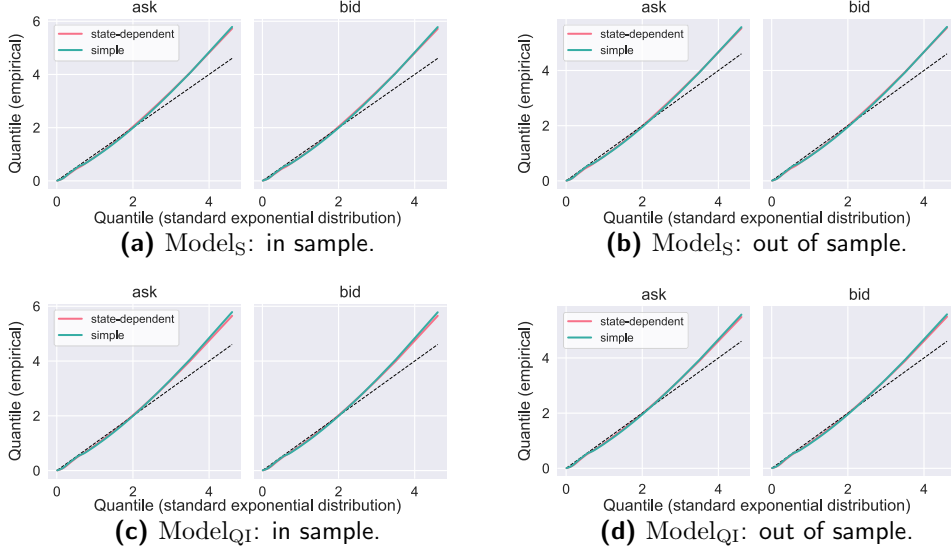 ask bid
state-dependent
simple
Quantile (empirical)
6
4
2
0
0 2 4 0 2 4
Quantile (standard exponential distribution)
(a) ModelS: in sample.
ask bid
state-dependent
simple
Quantile (empirical)
4
2
0
0 2 4 0 2 4
Quantile (standard exponential distribution)
(b) ModelS: out of sample.
ask bid
state-dependent
simple
Quantile (empirical)
6
4
2
0
0 2 4 0 2 4
Quantile (standard exponential distribution)
(c) ModelQI: in sample.
ask bid
state-dependent
simple
Quantile (empirical)
4
2
0
0 2 4 0 2 4
Quantile (standard exponential distribution)
(d) ModelQI: out of sample.